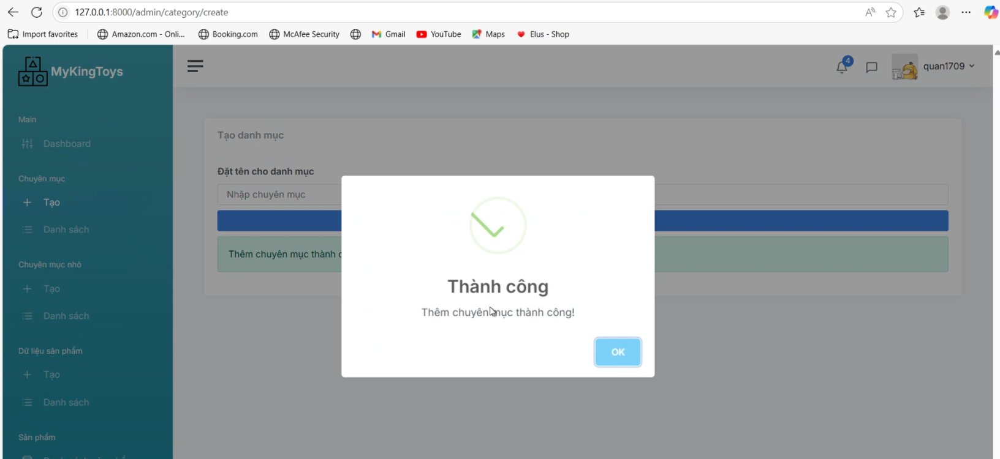 127.0.0.1:8000/admin/category/create
Import favorites
Amazon.com - Onli...
Booking.com
McAfee Security
Gmail
YouTube
Maps
Elus - Shop
MyKingToys
4
quan1709
Main
Dashboard
Chuyên mục
Tạo
Danh sách
Chuyên mục nhỏ
Tạo
Danh sách
Dữ liệu sản phẩm
Tạo
Danh sách
Sản phẩm
Tạo danh mục
Đặt tên cho danh mục
Nhập chuyên mục
Thêm chuyên mục thành c
Thành công
Thêm chuyên mục thành công!
OK